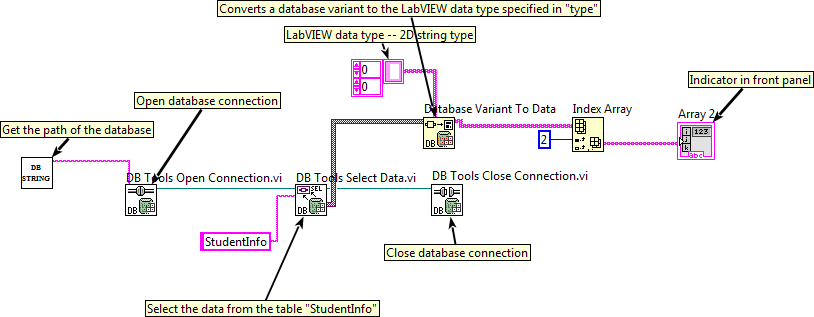 Converts a database variant to the LabVIEW data type specified in "type"
LabVIEW data type -- 2D string type
0
0
Indicator in front panel
Open database connection
Database Variant To Data
Index Array
Array 2
Get the path of the database
DB
2
i
j
k
123
abc
DB
STRING
DB Tools Open Connection.vi
DB Tools Select Data.vi
DB Tools Close Connection.vi
SEL
DB
DB
DB
StudentInfo
Close database connection
Select the data from the table "StudentInfo"